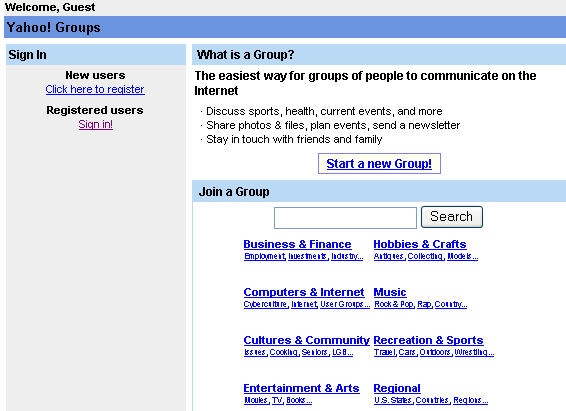 Welcome, Guest
Yahoo! Groups
Sign In
New users
Click here to register
Registered users
Sign in!
What is a Group?
The easiest way for groups of people to communicate on the
Internet
· Discuss sports, health, current events, and more
· Share photos & files, plan events, send a newsletter
· Stay in touch with friends and family
Start a new Group!
Join a Group
Search
Business & Finance
Employment, Investments, Industry...
Hobbies & Crafts
Antiques, Collecting, Models...
Computers & Internet
Cyberculture, Internet, User Groups...
Music
Rock & Pop, Rap, Country...
Cultures & Community
Issues, Cooking, Seniors, LGB...
Recreation & Sports
Travel, Cars, Outdoors, Wrestling...
Entertainment & Arts
Movies, TV, Books...
Regional
U.S. States, Countries, Regions...